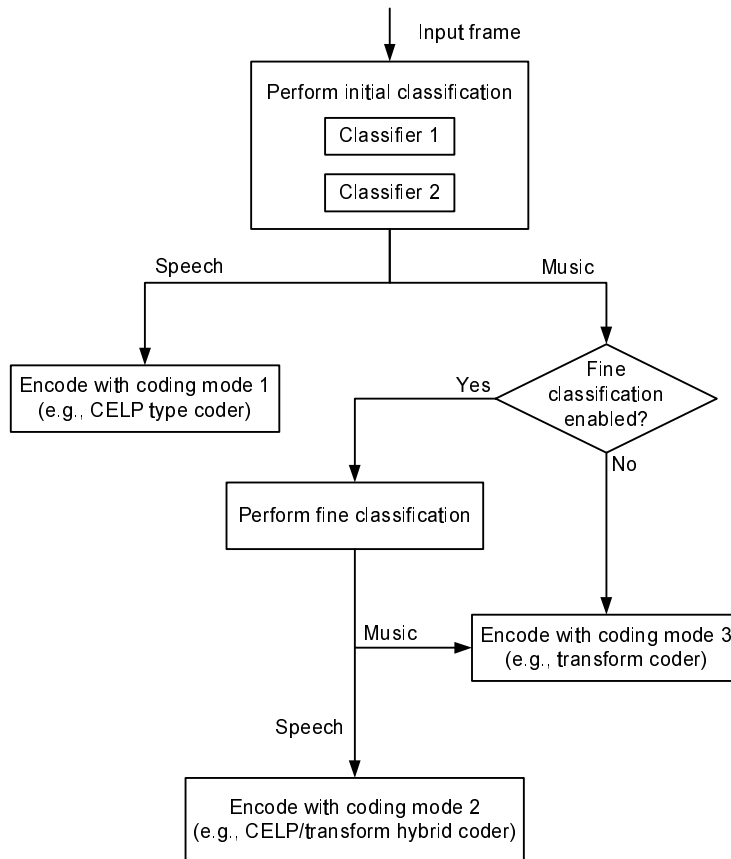 Input frame
Perform initial classification
Classifier 1
Classifier 2
Speech
Music
Encode with coding mode 1
(e.g., CELP type coder)
Yes
Fine
classification
enabled?
No
Perform fine classification
Music
Encode with coding mode 3
(e.g., transform coder)
Speech
Encode with coding mode 2
(e.g., CELP/transform hybrid coder)